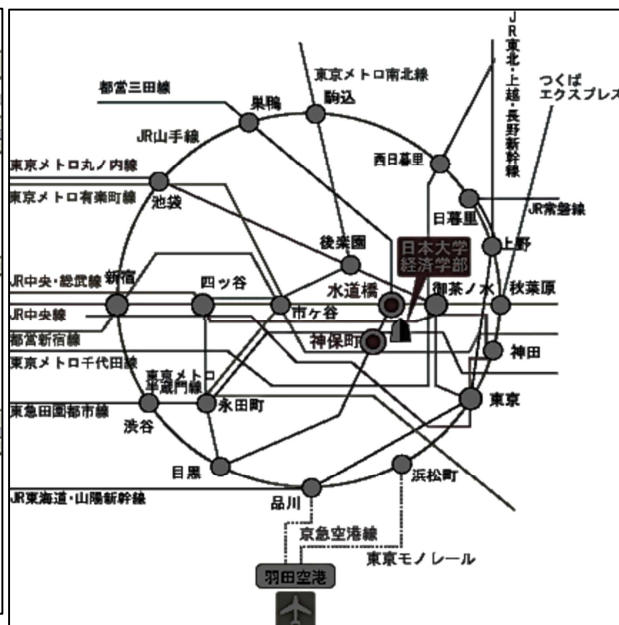 JR東北・上越・長野新幹線
つくば
エクスプレス
東京メトロ南北線
都営三田線
巣鴨
駒込
JR山手線
西日暮里
東京メトロ丸ノ内線
東京メトロ有楽町線
池袋
日暮里
JR常磐線
後楽園
日本大学
経済学部
上野
JR中央・総武線
新宿
四ッ谷
水道橋
御茶ノ水
秋葉原
JR中央線
市ヶ谷
都営新宿線
神保町
神田
東京メトロ千代田線
東京メトロ
半蔵門線
東急田園都市線
永田町
東京
渋谷
目黒
浜松町
JR東海道・山陽新幹線
品川
京急空港線
東京モノレール
羽田空港